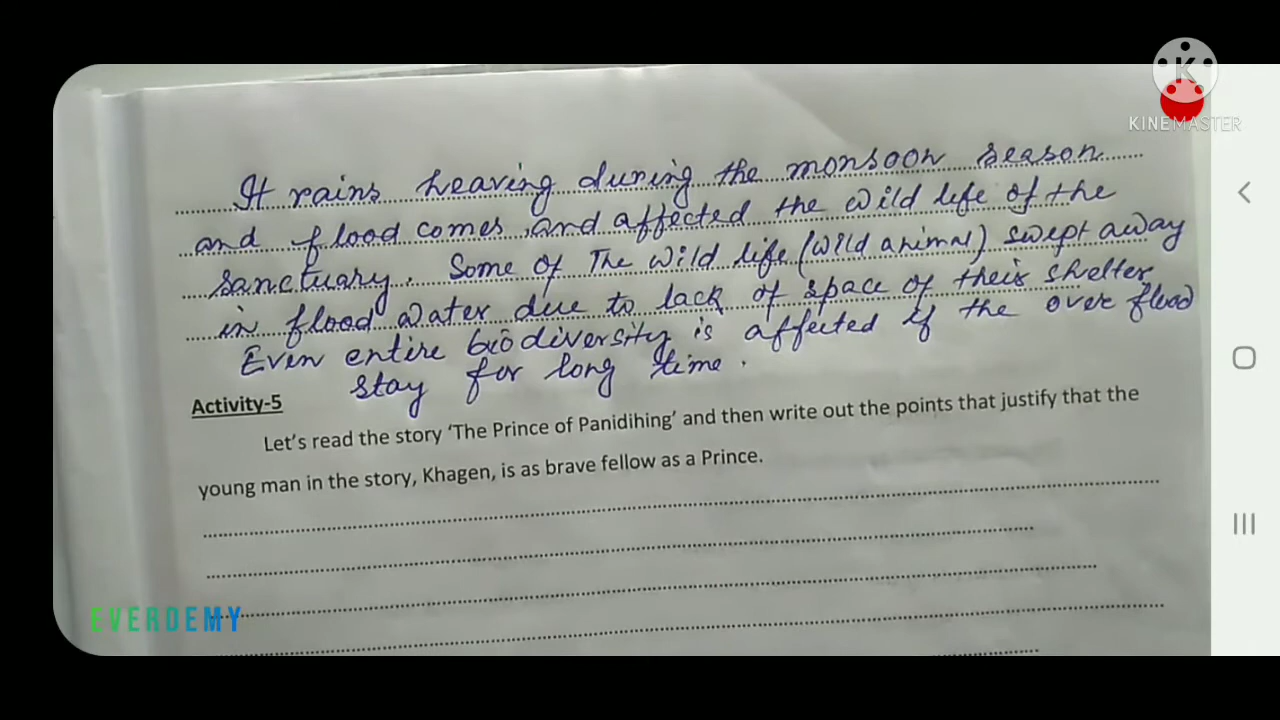 K
KINEMASTER
It rains heaving during the monsoon season
and flood comes, and affected the wild life of the
sanctuary. Some of The wild life (wild animal) swept away
in flood water due to lack of space of their shelter
Even entire biodiversity is affected if the over flood
stay for long time.
Activity-5
Let's read the story 'The Prince of Panidihing' and then write out the points that justify that the
young man in the story, Khagen, is as brave fellow as a Prince.
EVERDEMY